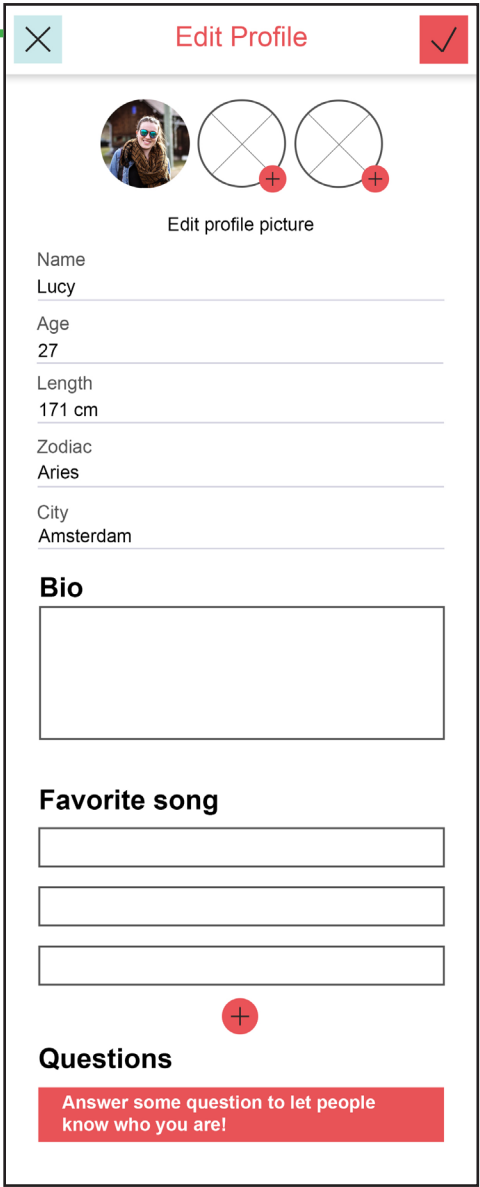 Edit Profile
Edit profile picture
Name
Lucy
Age
27
Length
171 cm
Zodiac
Aries
City
Amsterdam
Bio
Favorite song
Questions
Answer some question to let people
know who you are!